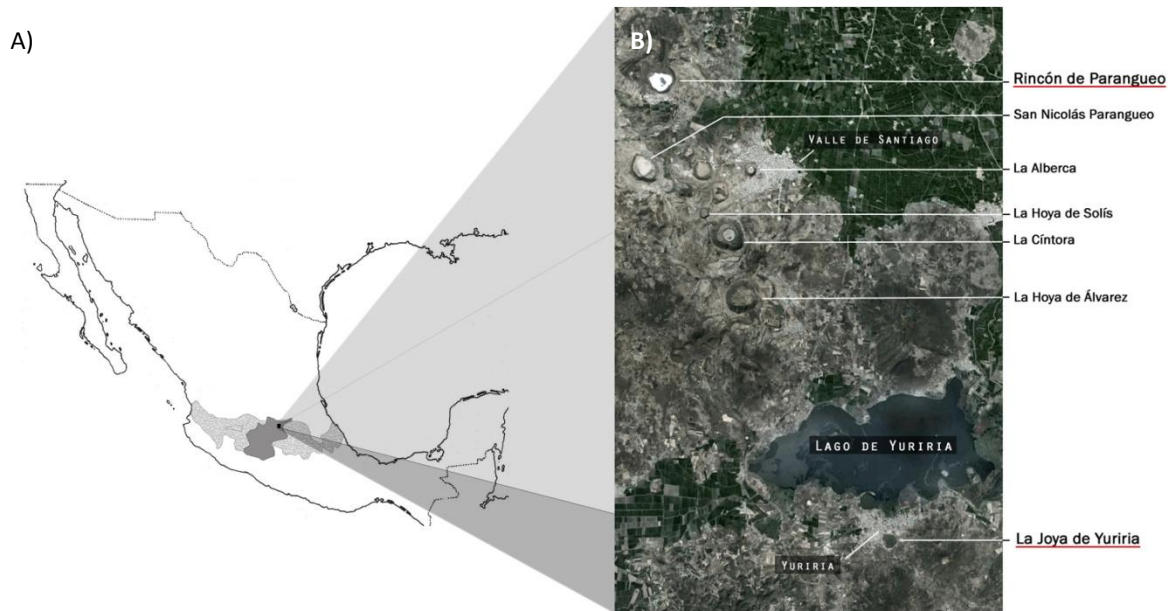 A)
B)
Rincón de Parangueo
San Nicolás Parangueo
VALLE DE SANTIAGO
La Alberca
La Hoya de Solís
La Cíntora
La Hoya de Álvarez
LAGO DE YURIRIA
La Joya de Yuriria
YURIRIA